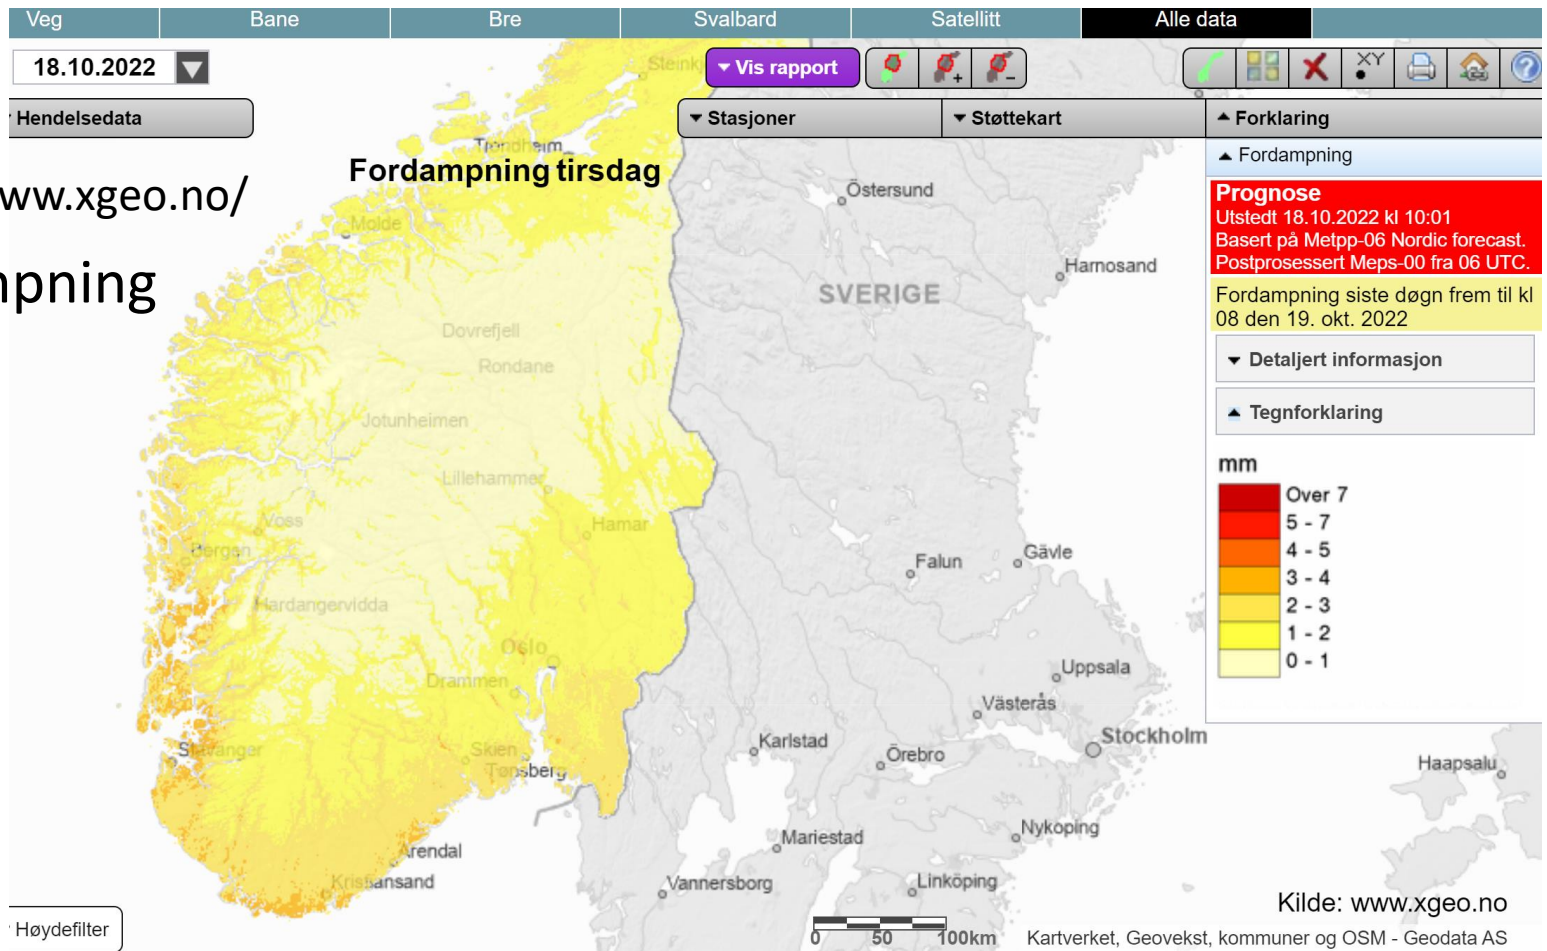 Veg
Bane
Bre
Svalbard
Satellitt
Alle data
18.10.2022
Vis rapport
XY
Hendelsedata
Stasjoner
Støttekart
Forklaring
Fordampning
Fordampning tirsdag
ww.xgeo.no/
npning
Prognose
Utstedt 18.10.2022 kl 10:01
Basert på Metpp-06 Nordic forecast.
Postprosessert Meps-00 fra 06 UTC.
Fordampning siste døgn frem til kl
08 den 19. okt. 2022
Detaljert informasjon
Tegnforklaring
mm
Over 7
5 - 7
4 - 5
3 - 4
2 - 3
1 - 2
0 - 1
Trondheim
Molde
Östersund
Harnosand
SVERIGE
Dovrefjell
Rondane
Jotunheimen
Lillehammer
Voss
Hamar
Bergen
Falun
Gävle
Hardangervidda
Oslo
Drammen
Uppsala
Västerås
Stockholm
Stavanger
Skien
Tønsberg
Karlstad
Örebro
Haapsalu
Nykoping
Mariestad
Arendal
Kristiansand
Vannersborg
Linköping
Kilde: www.xgeo.no
Høydefilter
0 50 100km
Kartverket, Geovekst, kommuner og OSM - Geodata AS